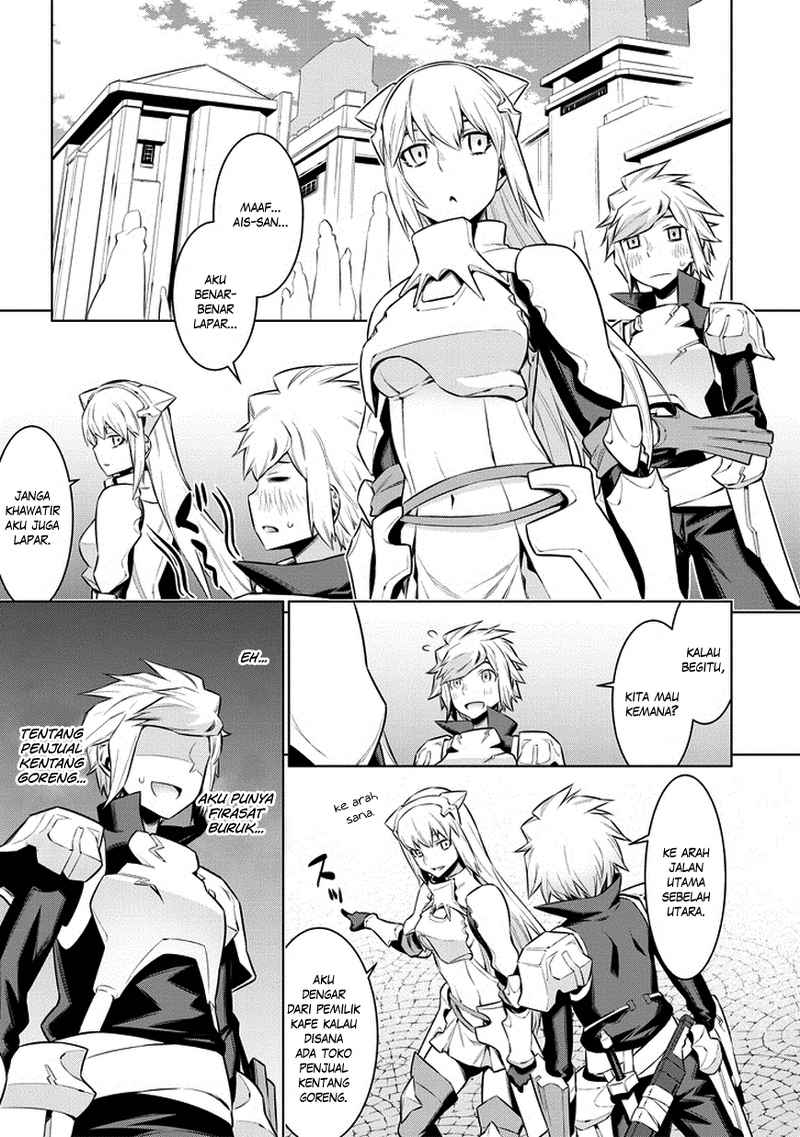 MAAF...
AIS-SAN...
AKU
BENAR-
BENAR
LAPAR...
JANGA
KHAWATIR
AKU JUGA
LAPAR.
KALAU
BEGITU,
KITA MAU
KEMANA?
ke arah
sana.
KE ARAH
JALAN
UTAMA
SEBELAH
UTARA.
ズッ
AKU
DENGAR
DARI PEMILIK
KAFE KALAU
DISANA
ADA TOKO
PENJUAL
KENTANG
GORENG.
EH...
TENTANG
PENJUAL
KENTANG
GORENG...
AKU PUNYA
FIRASAT
BURUK...